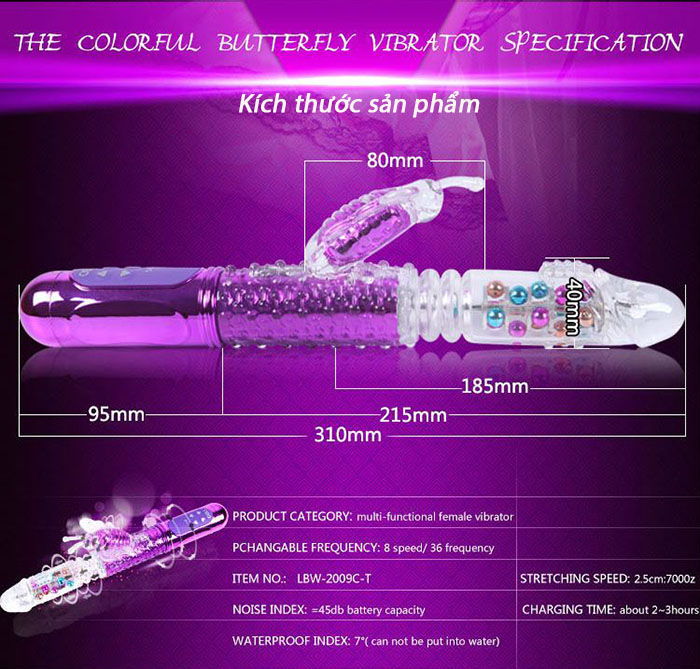 THE COLORFUL BUTTERFLY VIBRATOR SPECIFICATION
Kích thước sản phẩm
80mm
40mm
185mm
95mm
215mm
310mm
PRODUCT CATEGORY: multi-functional female vibrator
PCHANGABLE FREQUENCY: 8 speed/ 36 frequency
ITEM NO.: LBW-2009C-T
STRETCHING SPEED: 2.5cm:7000z
NOISE INDEX: =45db battery capacity
CHARGING TIME: about 2~3hours
WATERPROOF INDEX: 7°( can not be put into water)